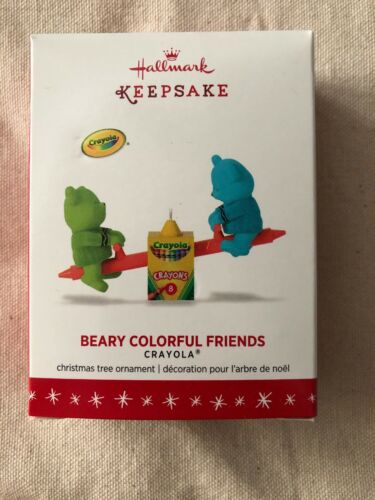 Hallmark
KEEPSAKE
Crayola®
Crayola
CRAYONS
8
BEARY COLORFUL FRIENDS
CRAYOLA®
christmas tree ornament | décoration pour l'arbre de noël